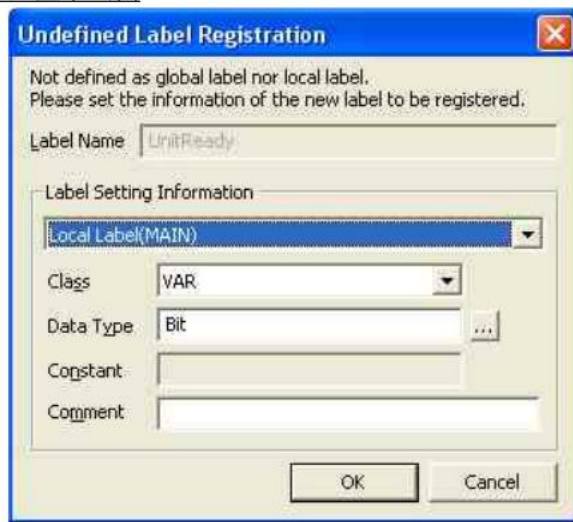 Undefined Label Registration
Not defined as global label nor local label.
Please set the information of the new label to be registered.
Label Name UnitReady
Label Setting Information
Local Label(MAIN)
Class VAR
Data Type Bit ...
Constant
Comment
OK Cancel